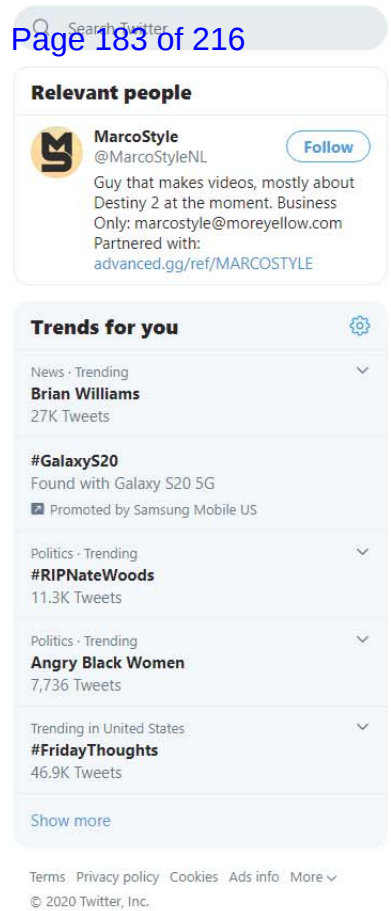 Search Twitter
Page 183 of 216
Relevant people
MarcoStyle
@MarcoStyleNL
Follow
Guy that makes videos, mostly about
Destiny 2 at the moment. Business
Only: marcostyle@moreyellow.com
Partnered with:
advanced.gg/ref/MARCOSTYLE
Trends for you
News · Trending
Brian Williams
27K Tweets
#GalaxyS20
Found with Galaxy S20 5G
Promoted by Samsung Mobile US
Politics · Trending
#RIPNateWoods
11.3K Tweets
Politics · Trending
Angry Black Women
7,736 Tweets
Trending in United States
#FridayThoughts
46.9K Tweets
Show more
Terms Privacy policy Cookies Ads info More
© 2020 Twitter, Inc.